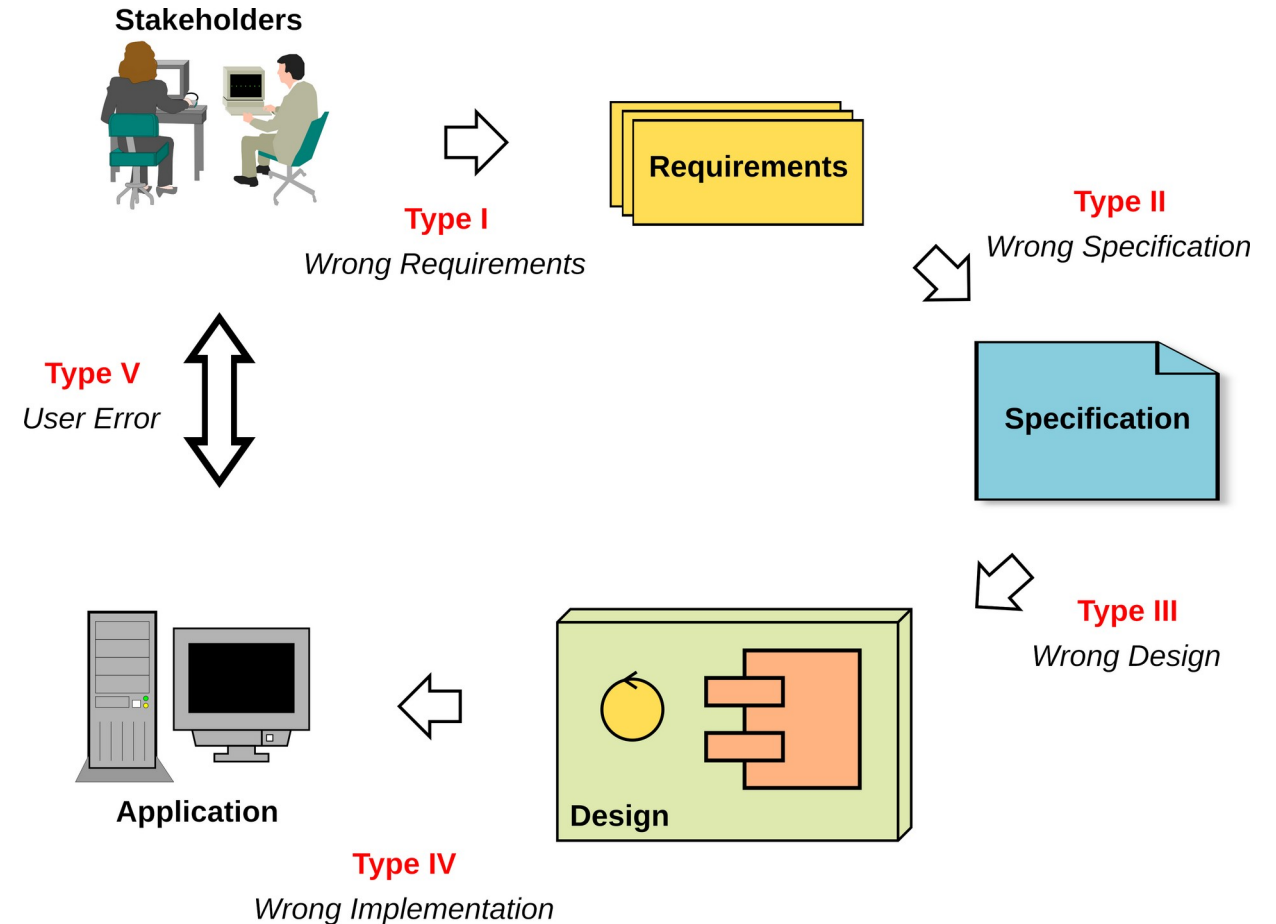 Stakeholders
Requirements
Type I
Wrong Requirements
Type II
Wrong Specification
Specification
Type III
Wrong Design
Design
Type IV
Wrong Implementation
Application
Type V
User Error